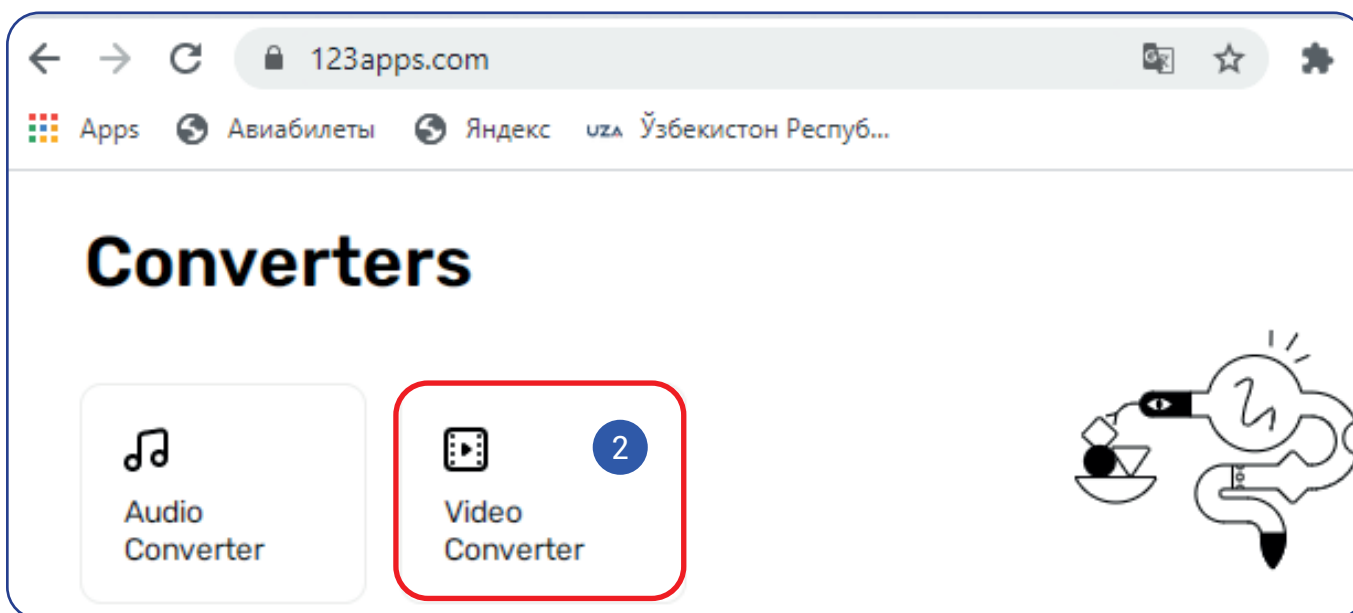 123apps.com
Apps Авиабилеты Яндекс UZA Ўзбекистон Респуб...
Converters
2
Audio
Converter
Video
Converter